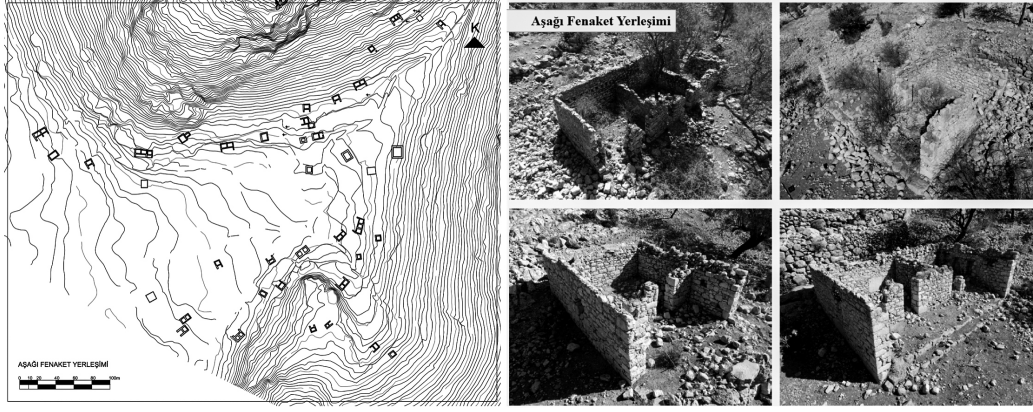 K
AŞAĞI FENAKET YERLEŞİMİ
0 10 20 40 60 80 100m
Aşağı Fenaket Yerleşimi